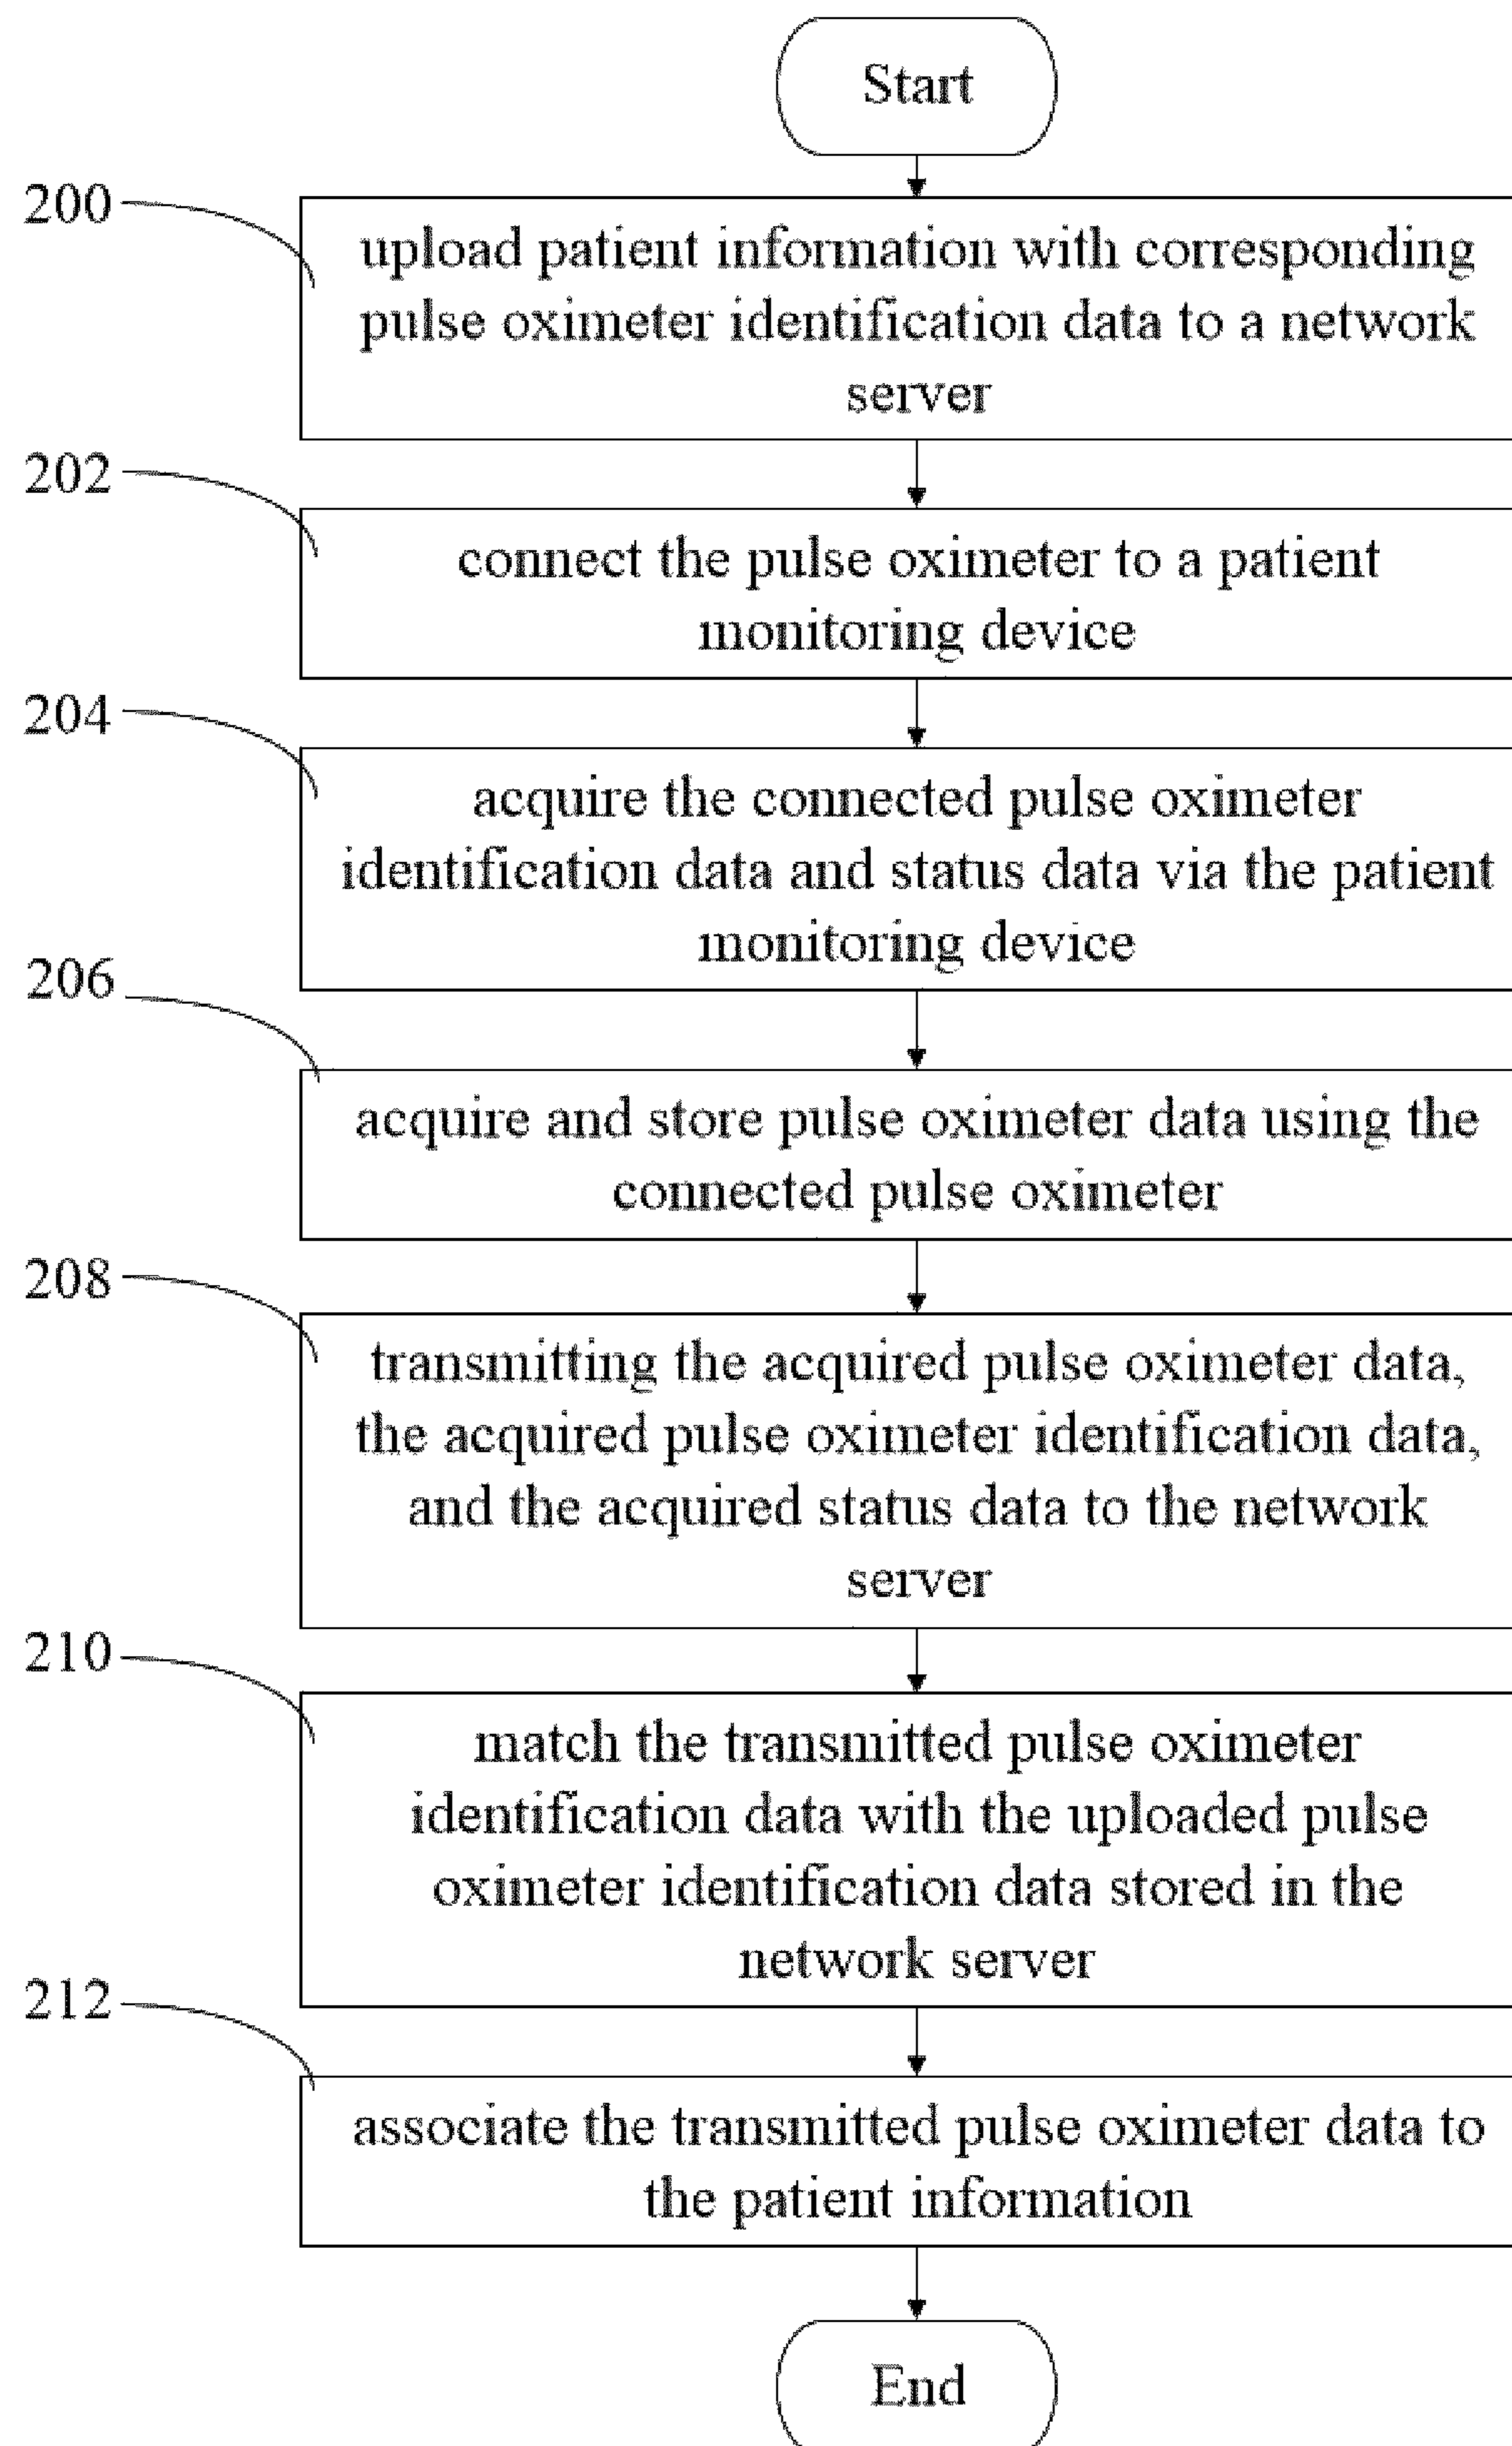 Start
200
upload patient information with corresponding
pulse oximeter identification data to a network
server
202
connect the pulse oximeter to a patient
monitoring device
204
acquire the connected pulse oximeter
identification data and status data via the patient
monitoring device
206
acquire and store pulse oximeter data using the
connected pulse oximeter
208
transmitting the acquired pulse oximeter data,
the acquired pulse oximeter identification data,
and the acquired status data to the network
server
210
match the transmitted pulse oximeter
identification data with the uploaded pulse
oximeter identification data stored in the
network server
212
associate the transmitted pulse oximeter data to
the patient information
End